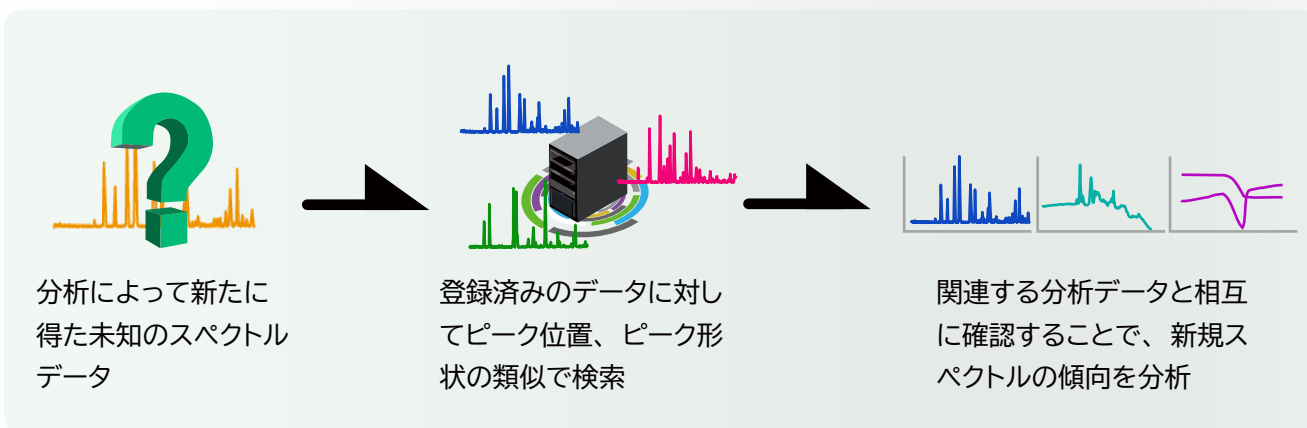 分析によって新たに
得た未知のスペクトル
データ
登録済みのデータに対し
てピーク位置、ピーク形
状の類似で検索
関連する分析データと相互
に確認することで、新規ス
ペクトルの傾向を分析